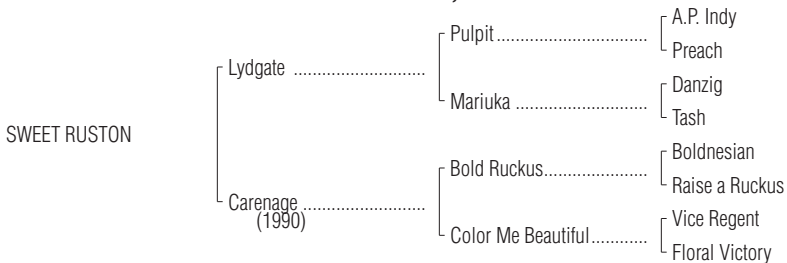 A.P. Indy
Pulpit
Preach
Lydgate
Danzig
Mariuka
Tash
SWEET RUSTON
Boldnesian
Bold Ruckus
Raise a Ruckus
Carenage
(1990)
Vice Regent
Color Me Beautiful
Floral Victory